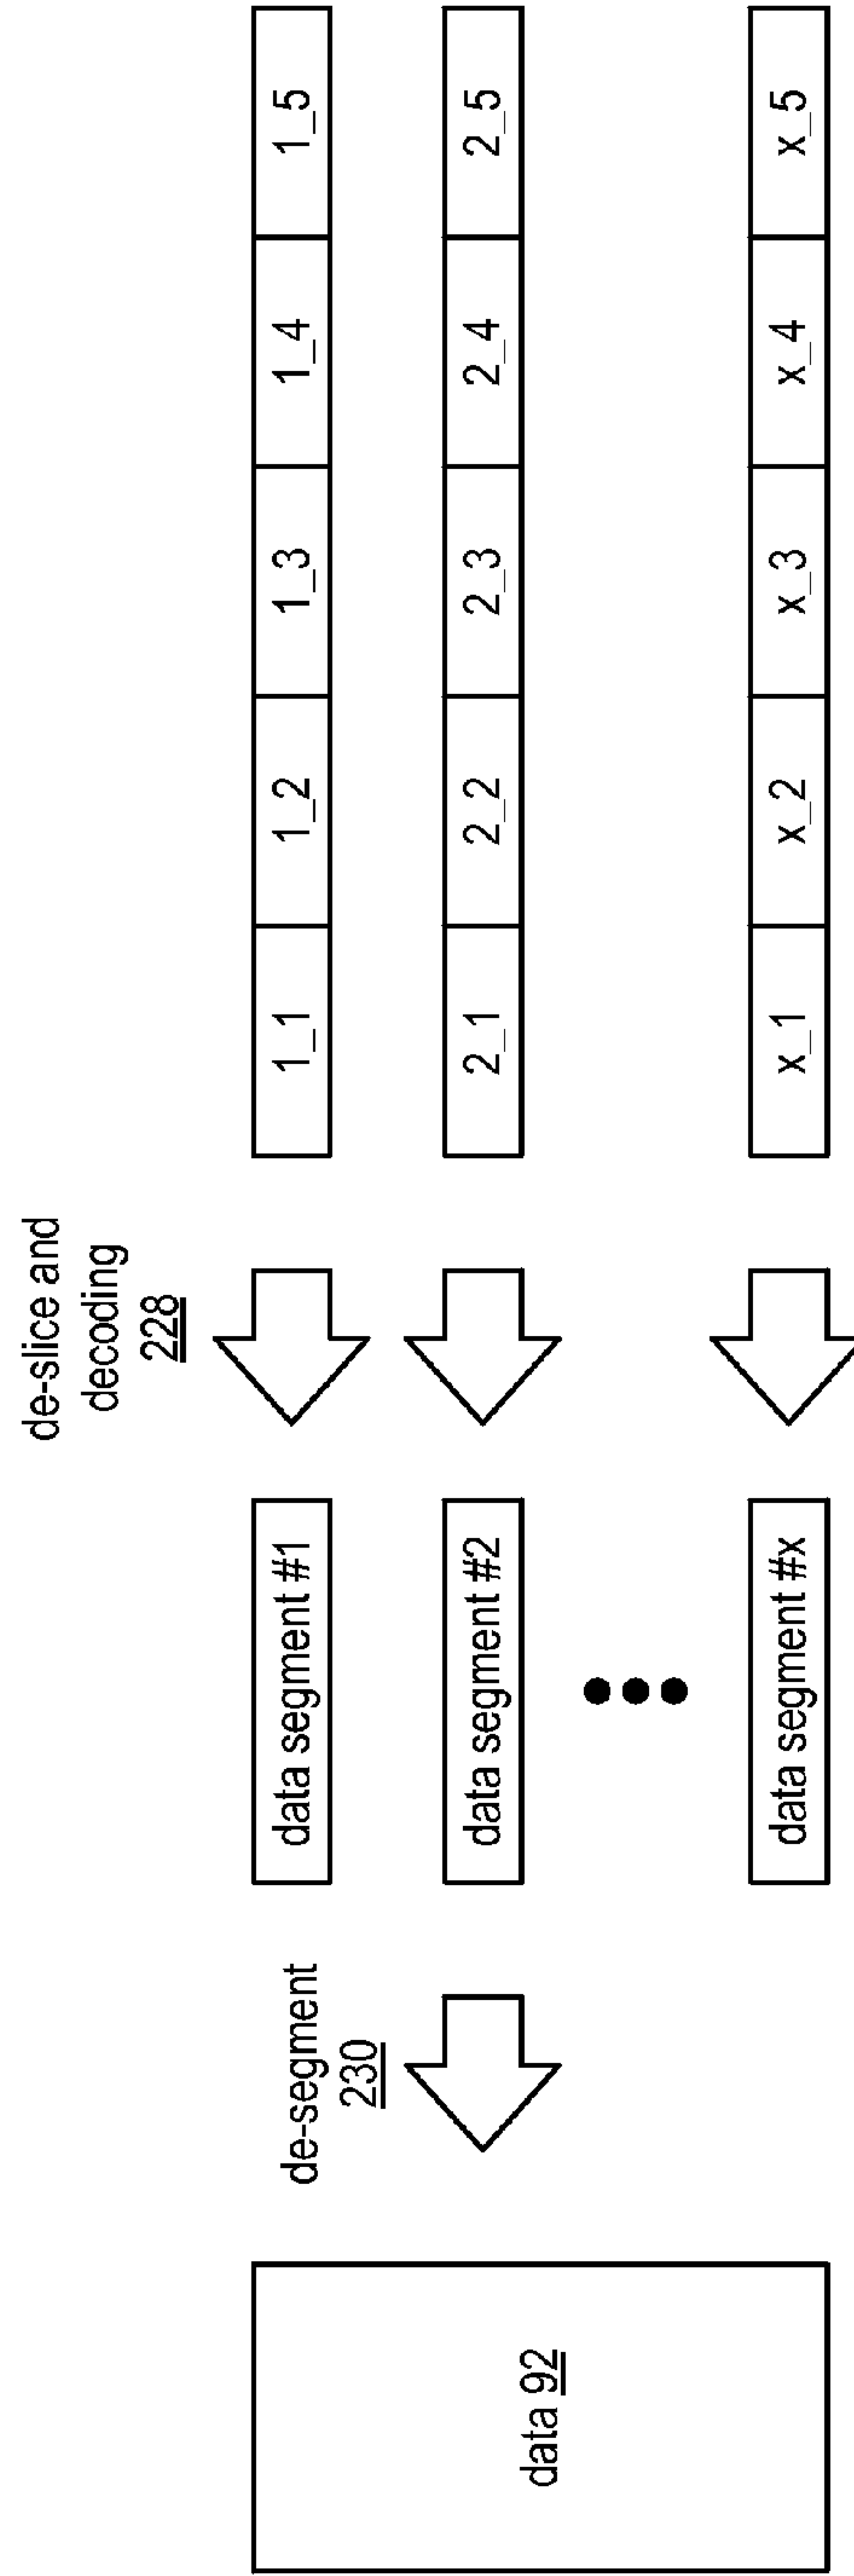 de-slice and
decoding
228
de-segment
230
data 92
data segment #1
1_1
1_2
1_3
1_4
1_5
data segment #2
2_1
2_2
2_3
2_4
2_5
data segment #x
x_1
x_2
x_3
x_4
x_5